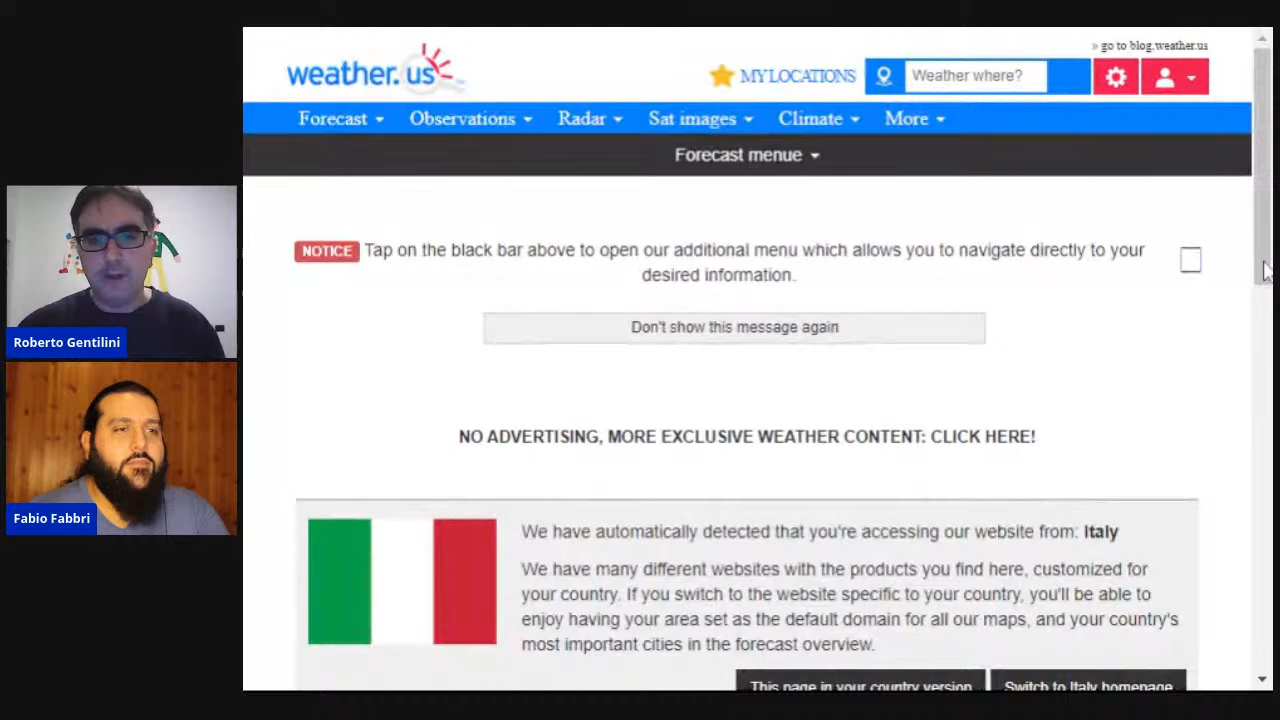 » go to blog.weather.us
weather.us
MY LOCATIONS
Weather where?
Forecast
Observations
Radar
Sat images
Climate
More
Forecast menue
NOTICE Tap on the black bar above to open our additional menu which allows you to navigate directly to your
desired information.
Don't show this message again
NO ADVERTISING, MORE EXCLUSIVE WEATHER CONTENT: CLICK HERE!
We have automatically detected that you're accessing our website from: Italy
We have many different websites with the products you find here, customized for
your country. If you switch to the website specific to your country, you'll be able to
enjoy having your area set as the default domain for all our maps, and your country's
most important cities in the forecast overview.
This page in your country version
Switch to Italy homepage
Roberto Gentilini
Fabio Fabbri